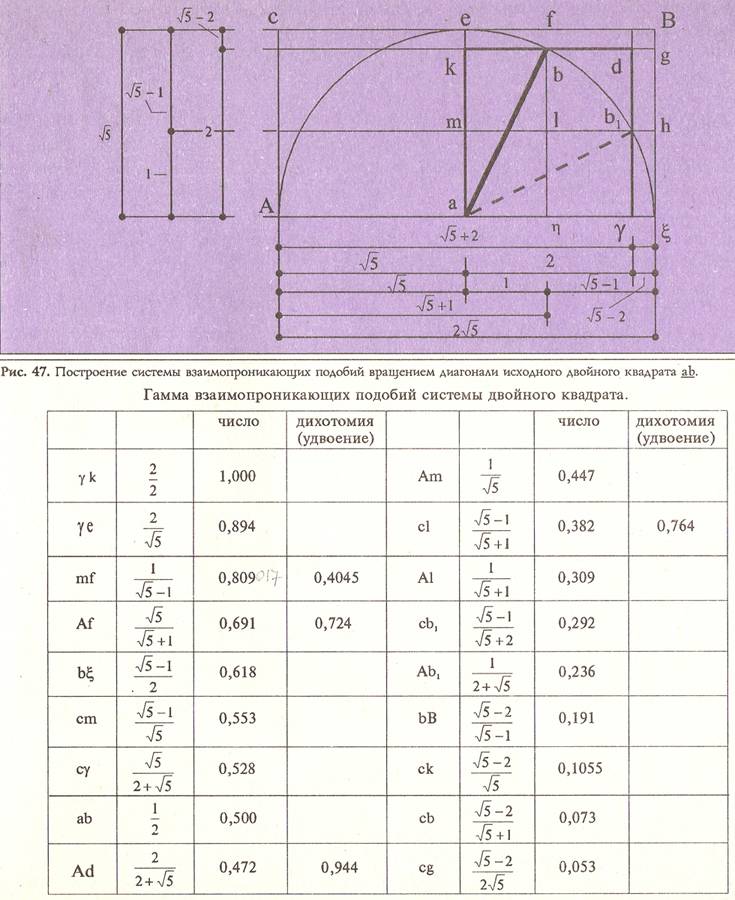 √5−2 c e f B
k b d g
√5−1
√5 2 m l b₁ h
1
A a √5+2 η γ ξ
√5 2
√5 1 √5−1
√5+1 √5−2
2√5
Рис. 47. Построение системы взаимопроникающих подобий вращением диагонали исходного двойного квадрата ab.
Гамма взаимопроникающих подобий системы двойного квадрата.
число дихотомия (удвоение) число дихотомия (удвоение)
γk 2/2 1,000 Am 1/√5 0,447
γe 2/√5 0,894 cl √5−1/√5+1 0,382 0,764
mf 1/√5−1 0,809017 0,4045 Al 1/√5+1 0,309
Af √5/√5+1 0,691 0,724 cb₁ √5−1/√5+2 0,292
bξ √5−1/2 0,618 Ab₁ 1/2+√5 0,236
cm √5−1/√5 0,553 bB √5−2/√5−1 0,191
cγ √5/2+√5 0,528 ck √5−2/√5 0,1055
ab 1/2 0,500 cb √5−2/√5+1 0,073
Ad 2/2+√5 0,472 0,944 cg √5−2/2√5 0,053